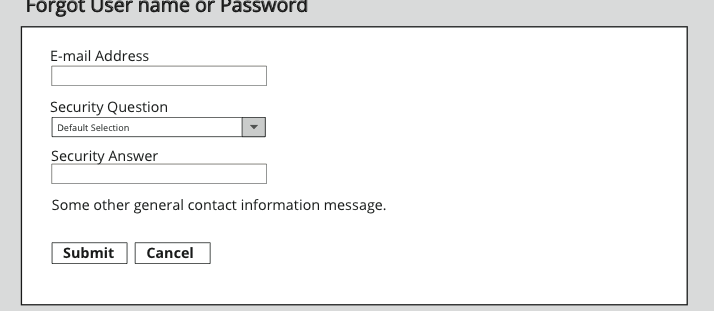 Forgot User name or Password
E-mail Address
Security Question
Default Selection
Security Answer
Some other general contact information message.
Submit Cancel